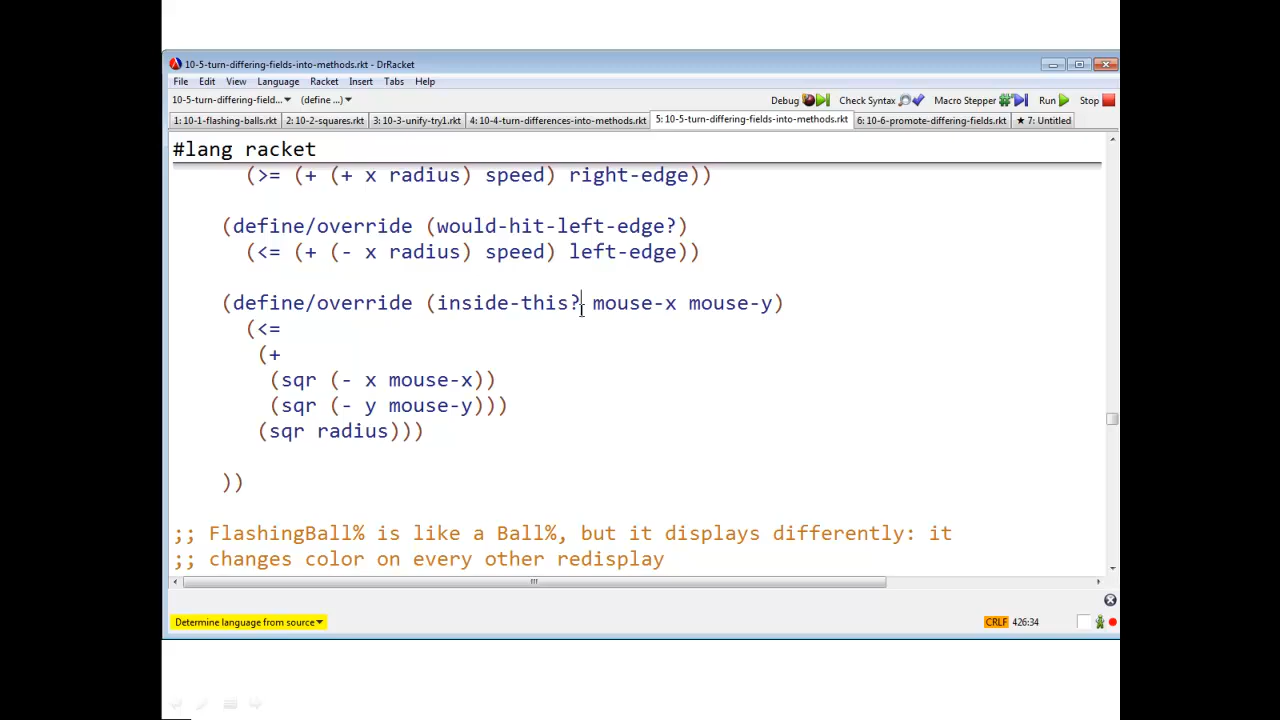 10-5-turn-differing-fields-into-methods.rkt - DrRacket
File Edit View Language Racket Insert Tabs Help
10-5-turn-differing-field... (define ...) Debug Check Syntax Macro Stepper Run Stop
1: 10-1-flashing-balls.rkt 2: 10-2-squares.rkt 3: 10-3-unify-try1.rkt 4: 10-4-turn-differences-into-methods.rkt 5: 10-5-turn-differing-fields-into-methods.rkt 6: 10-6-promote-differing-fields.rkt ★ 7: Untitled
#lang racket
(>= (+ (+ x radius) speed) right-edge))
(define/override (would-hit-left-edge?)
(<= (+ (- x radius) speed) left-edge))
(define/override (inside-this? mouse-x mouse-y)
(<=
(+
(sqr (- x mouse-x))
(sqr (- y mouse-y)))
(sqr radius)))
))
;; FlashingBall% is like a Ball%, but it displays differently: it
;; changes color on every other redisplay
Determine language from source CRLF 426:34